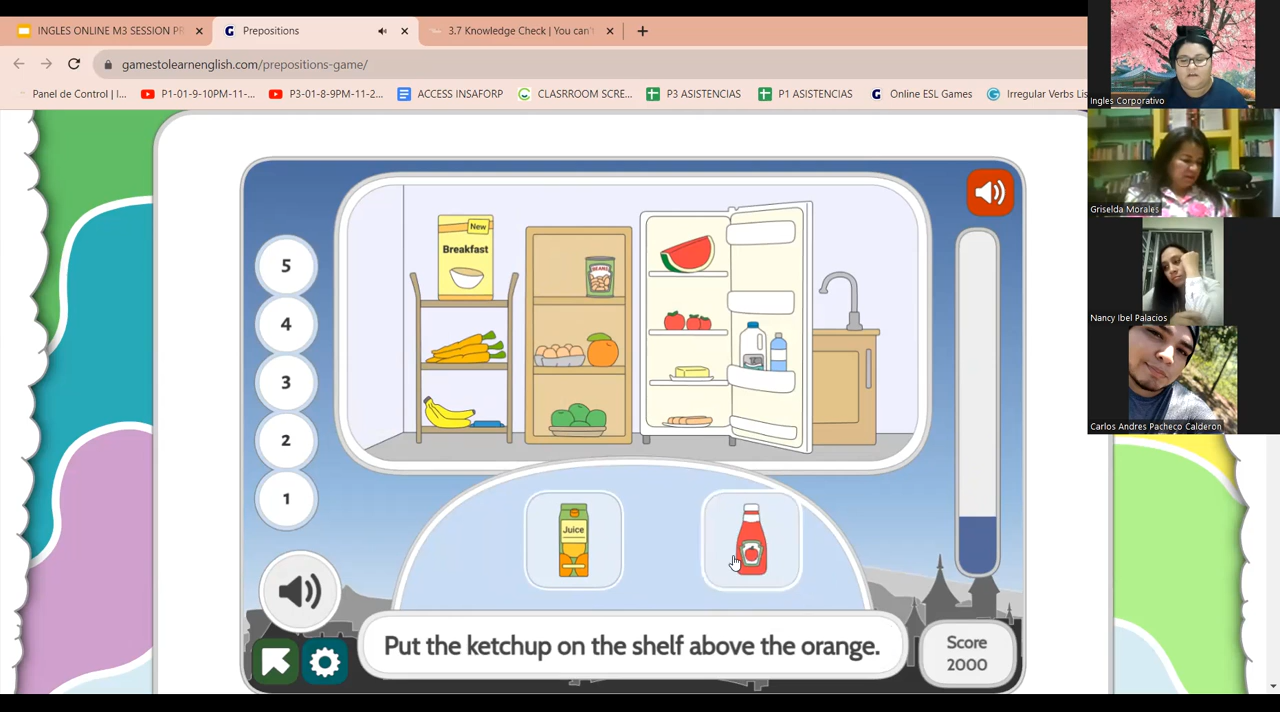 INGLES ONLINE M3 SESSION PR
Prepositions
3.7 Knowledge Check | You can't
gamestolearnenglish.com/prepositions-game/
Panel de Control | I...
P1-01-9-10PM-11-...
P3-01-8-9PM-11-2...
ACCESS INSAFORP
CLASRROOM SCRE...
P3 ASISTENCIAS
P1 ASISTENCIAS
Online ESL Games
Irregular Verbs Lis
Ingles Corporativo
Griselda Morales
Nancy Ibel Palacios
Carlos Andres Pacheco Calderon
New
Breakfast
BEANS
5
4
3
2
1
Juice
Put the ketchup on the shelf above the orange.
Score
2000